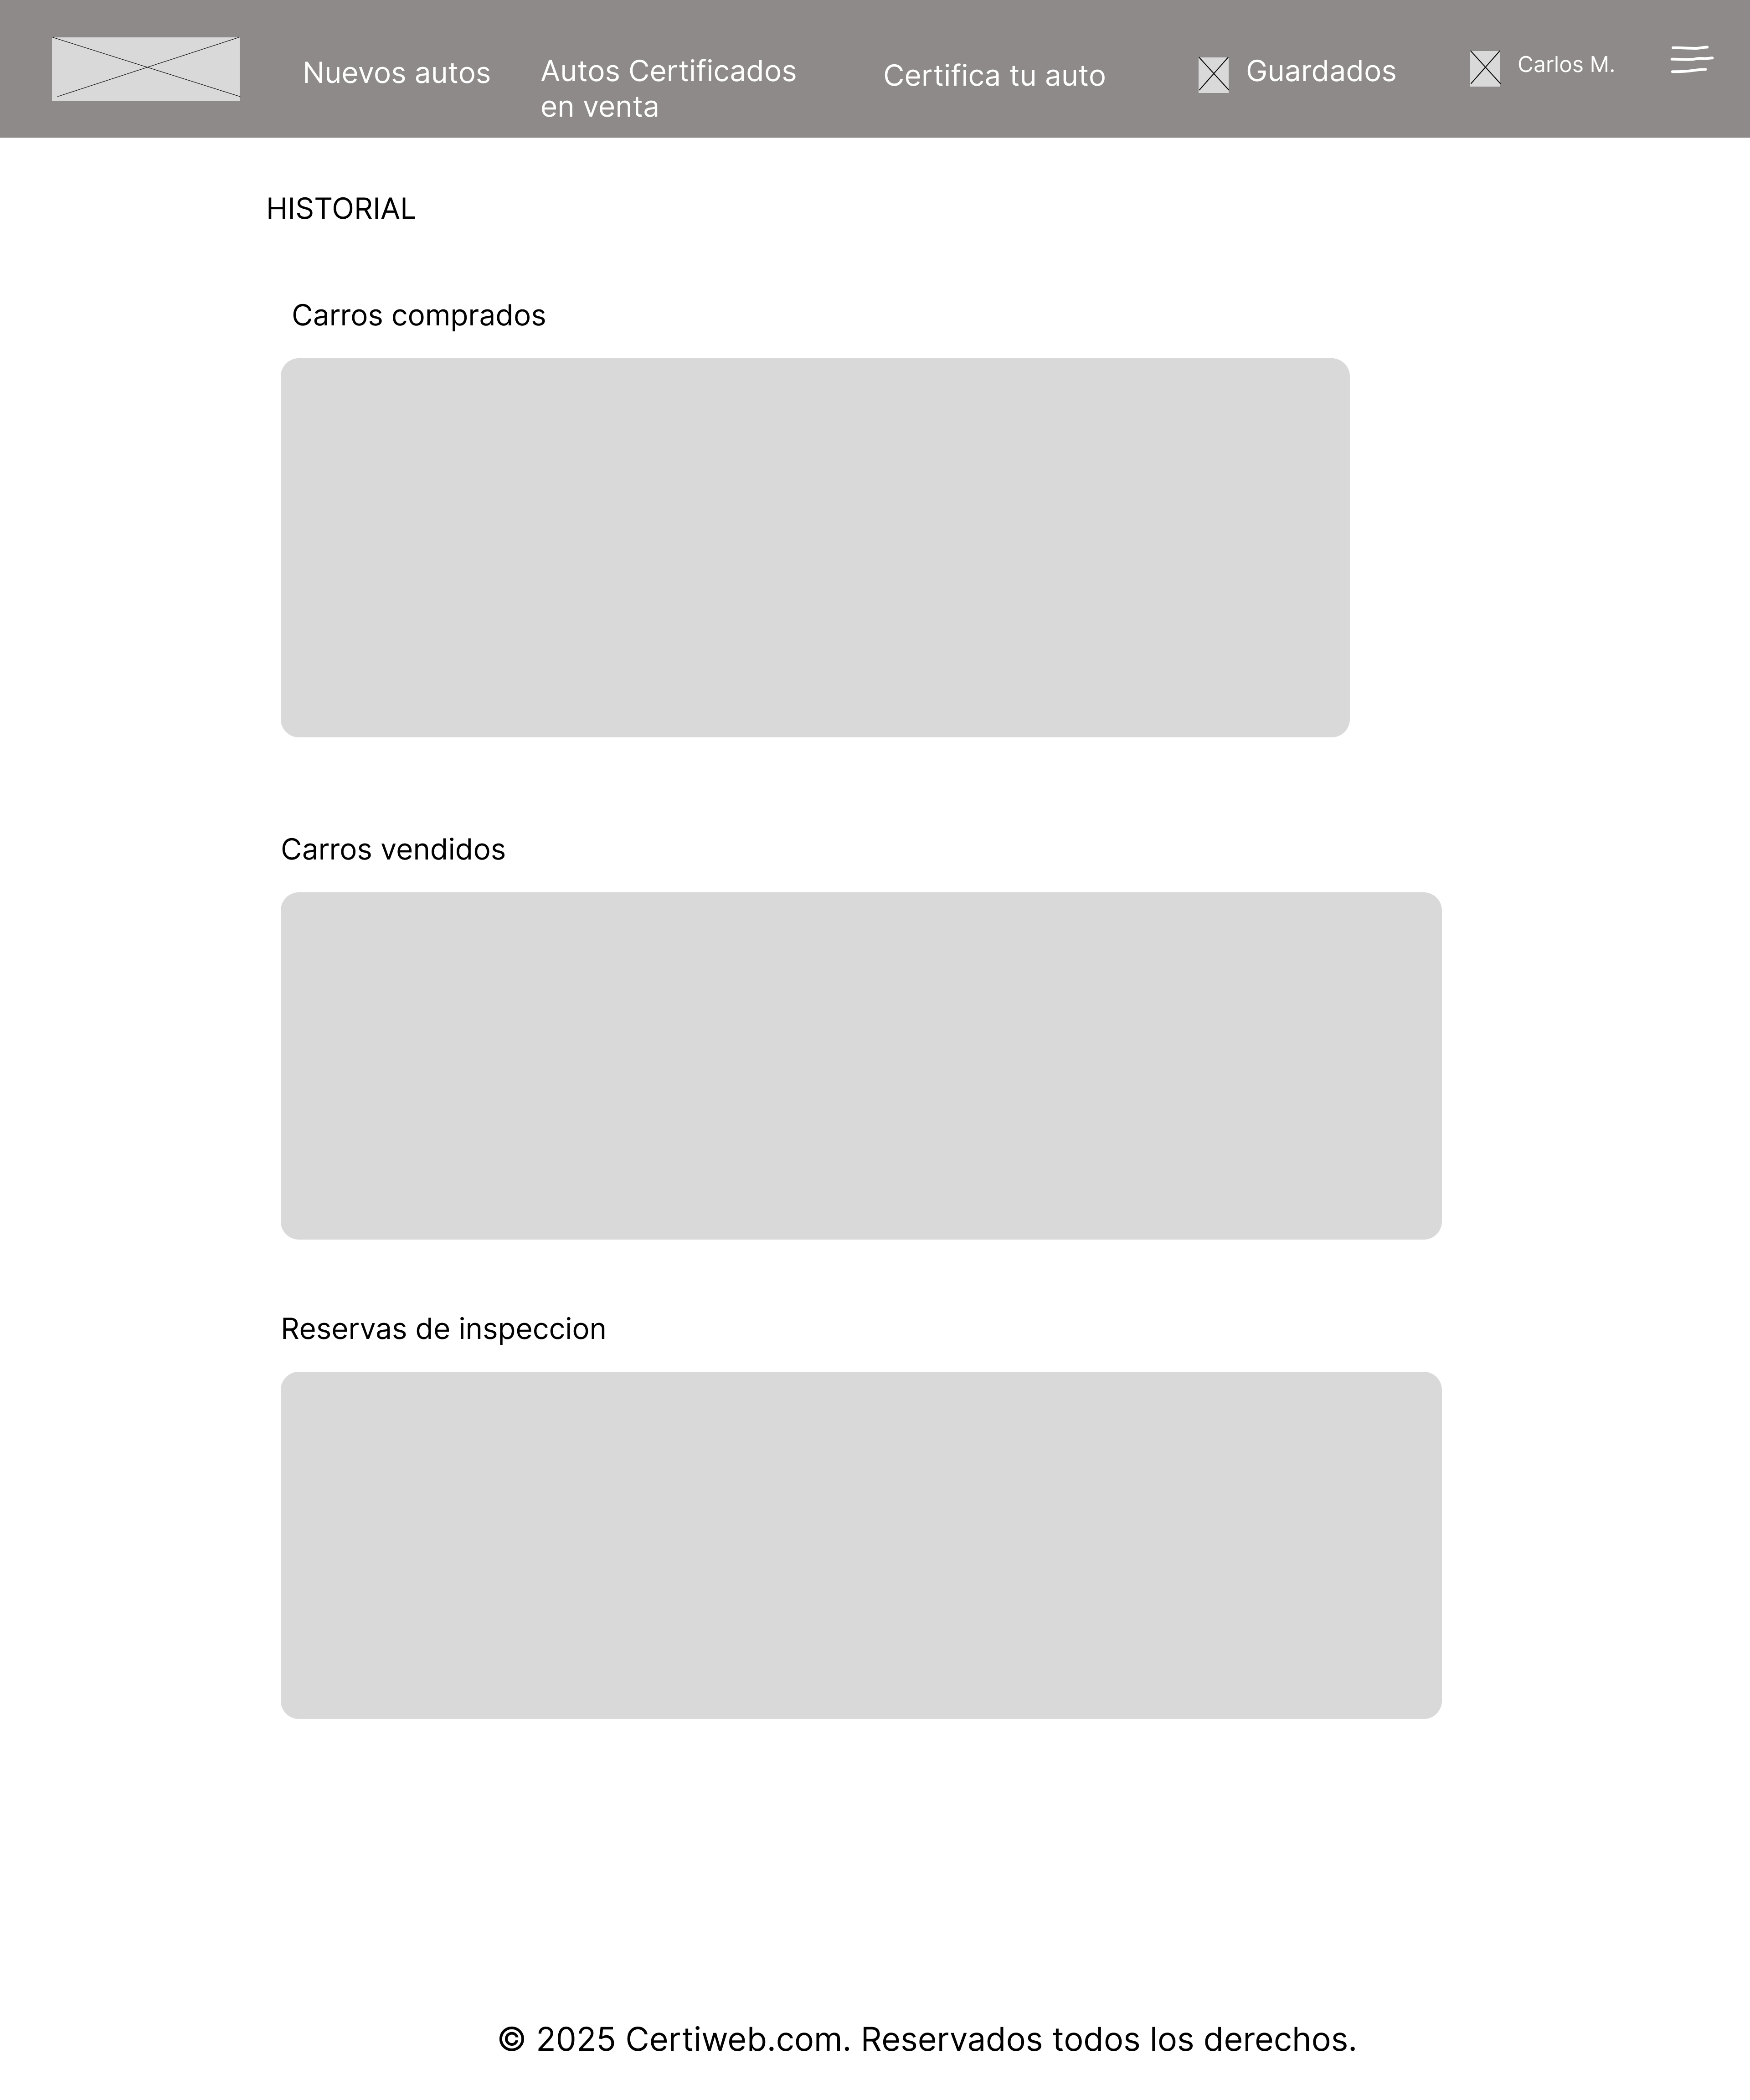 Nuevos autos
Autos Certificados
en venta
Certifica tu auto
Guardados
Carlos M.
HISTORIAL
Carros comprados
Carros vendidos
Reservas de inspeccion
© 2025 Certiweb.com. Reservados todos los derechos.